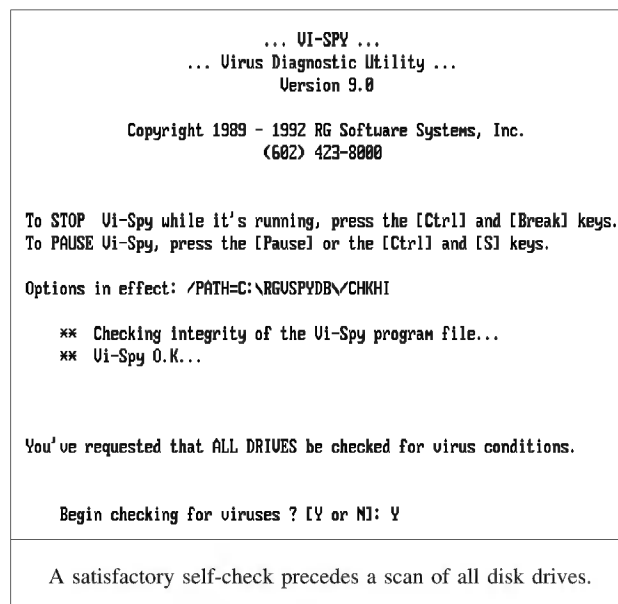 ... VI-SPY ...
... Virus Diagnostic Utility ...
Version 9.0
Copyright 1989 - 1992 RG Software Systems, Inc.
(602) 423-8000
To STOP Vi-Spy while it's running, press the [Ctrl] and [Break] keys.
To PAUSE Vi-Spy, press the [Pause] or the [Ctrl] and [S] keys.
Options in effect: /PATH=C:\RGVSPYDB\/CHKHI
** Checking integrity of the Vi-Spy program file...
** Vi-Spy O.K...
You've requested that ALL DRIVES be checked for virus conditions.
Begin checking for viruses ? [Y or N]: Y
A satisfactory self-check precedes a scan of all disk drives.